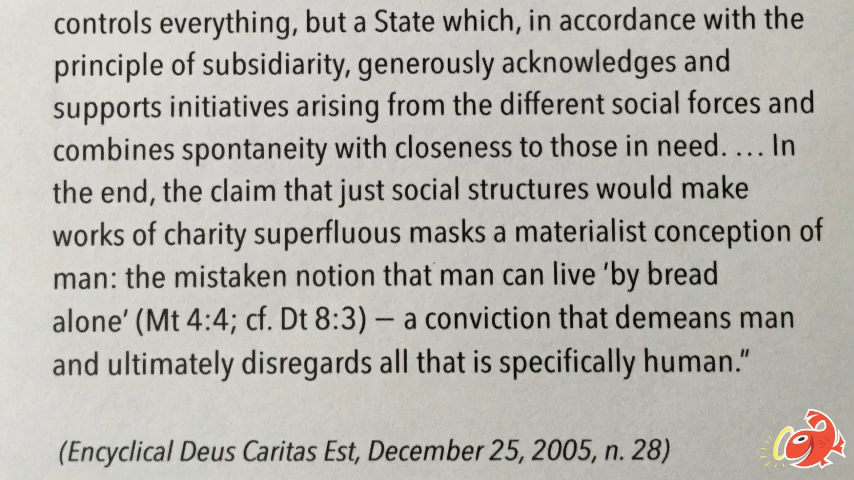 controls everything, but a State which, in accordance with the
principle of subsidiarity, generously acknowledges and
supports initiatives arising from the different social forces and
combines spontaneity with closeness to those in need. … In
the end, the claim that just social structures would make
works of charity superfluous masks a materialist conception of
man: the mistaken notion that man can live ‘by bread
alone’ (Mt 4:4; cf. Dt 8:3) – a conviction that demeans man
and ultimately disregards all that is specifically human.”
(Encyclical Deus Caritas Est, December 25, 2005, n. 28)